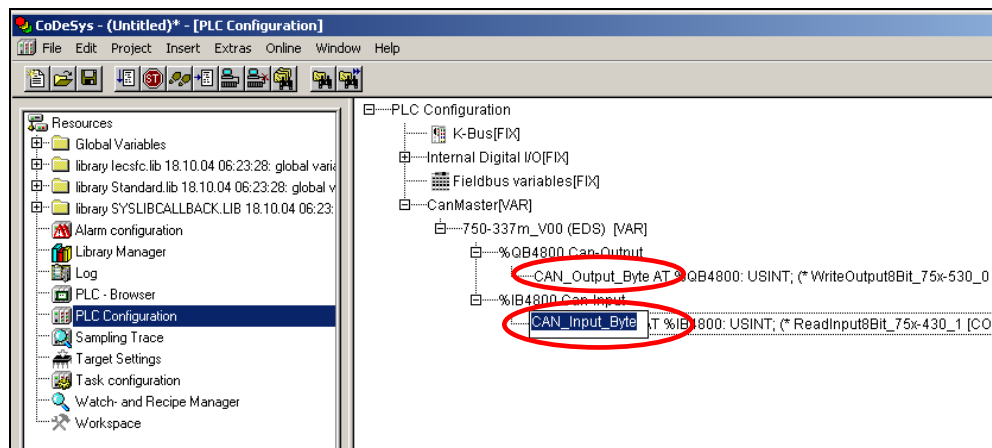 CoDeSys - (Untitled)* - [PLC Configuration]
File Edit Project Insert Extras Online Window Help
Resources
Global Variables
library Iecsfc.lib 18.10.04 06:23:28: global varia
library Standard.lib 18.10.04 06:23:28: global v
library SYSLIBCALLBACK.LIB 18.10.04 06:23:
Alarm configuration
Library Manager
Log
PLC - Browser
PLC Configuration
Sampling Trace
Target Settings
Task configuration
Watch- and Recipe Manager
Workspace
PLC Configuration
K-Bus[FIX]
Internal Digital I/O[FIX]
Fieldbus variables[FIX]
CanMaster[VAR]
750-337m_V00 (EDS) [VAR]
%QB4800 Can-Output
CAN_Output_Byte AT %QB4800: USINT; (* WriteOutput8Bit_75x-530_0
%IB4800 Can-Input
CAN_Input_Byte AT %IB4800: USINT; (* ReadInput8Bit_75x-430_1 [CO